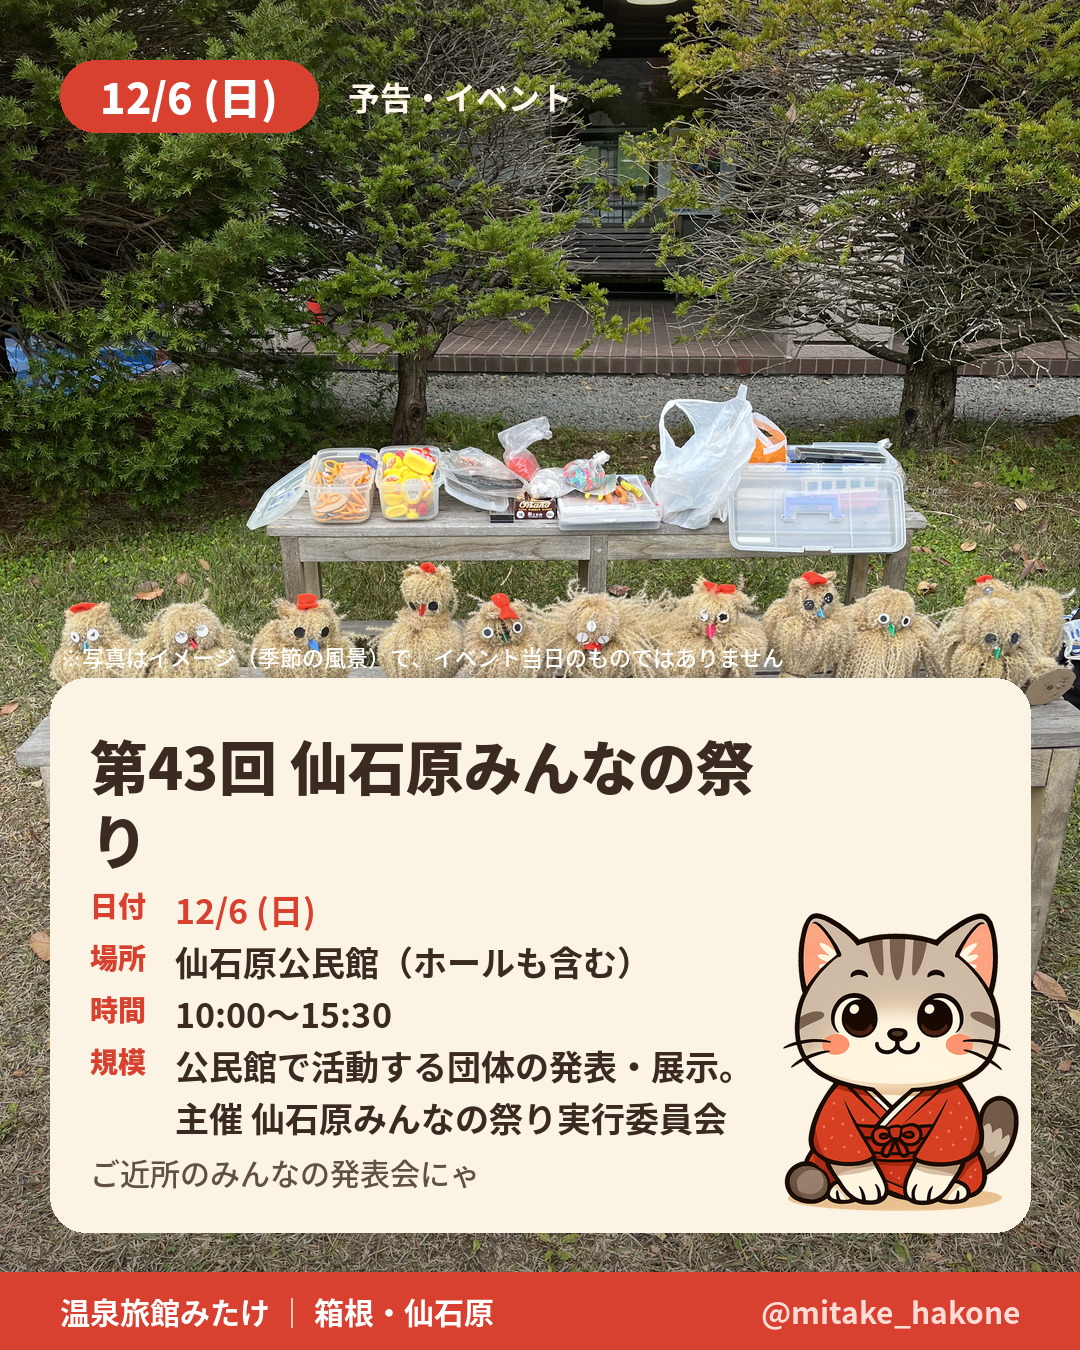 12/6 (日)
予告・イベント
※写真はイメージ（季節の風景）で、イベント当日のものではありません
第43回 仙石原みんなの祭
り
日付 12/6 (日)
場所 仙石原公民館（ホールも含む）
時間 10:00〜15:30
規模 公民館で活動する団体の発表・展示。
主催 仙石原みんなの祭り実行委員会
ご近所のみんなの発表会にゃ
温泉旅館みたけ ｜ 箱根・仙石原
@mitake_hakone